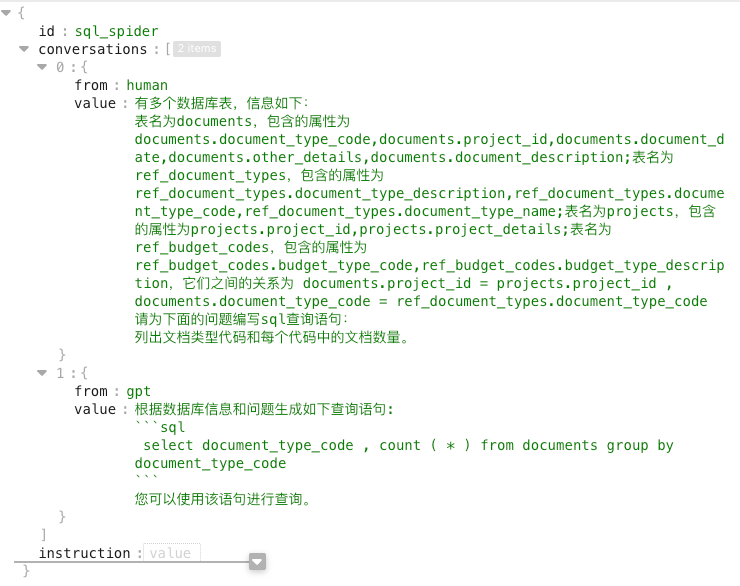 {
id : sql_spider
conversations : [ 2 items
0 : {
from : human
value : 有多个数据库表，信息如下：
表名为documents，包含的属性为
documents.document_type_code,documents.project_id,documents.document_d
ate,documents.other_details,documents.document_description;表名为
ref_document_types，包含的属性为
ref_document_types.document_type_description,ref_document_types.docume
nt_type_code,ref_document_types.document_type_name;表名为projects，包含
的属性为projects.project_id,projects.project_details;表名为
ref_budget_codes，包含的属性为
ref_budget_codes.budget_type_code,ref_budget_codes.budget_type_descrip
tion，它们之间的关系为 documents.project_id = projects.project_id ,
documents.document_type_code = ref_document_types.document_type_code
请为下面的问题编写sql查询语句：
列出文档类型代码和每个代码中的文档数量。
}
1 : {
from : gpt
value : 根据数据库信息和问题生成如下查询语句:
```sql
select document_type_code , count ( * ) from documents group by
document_type_code
```
您可以使用该语句进行查询。
}
]
instruction : value
}